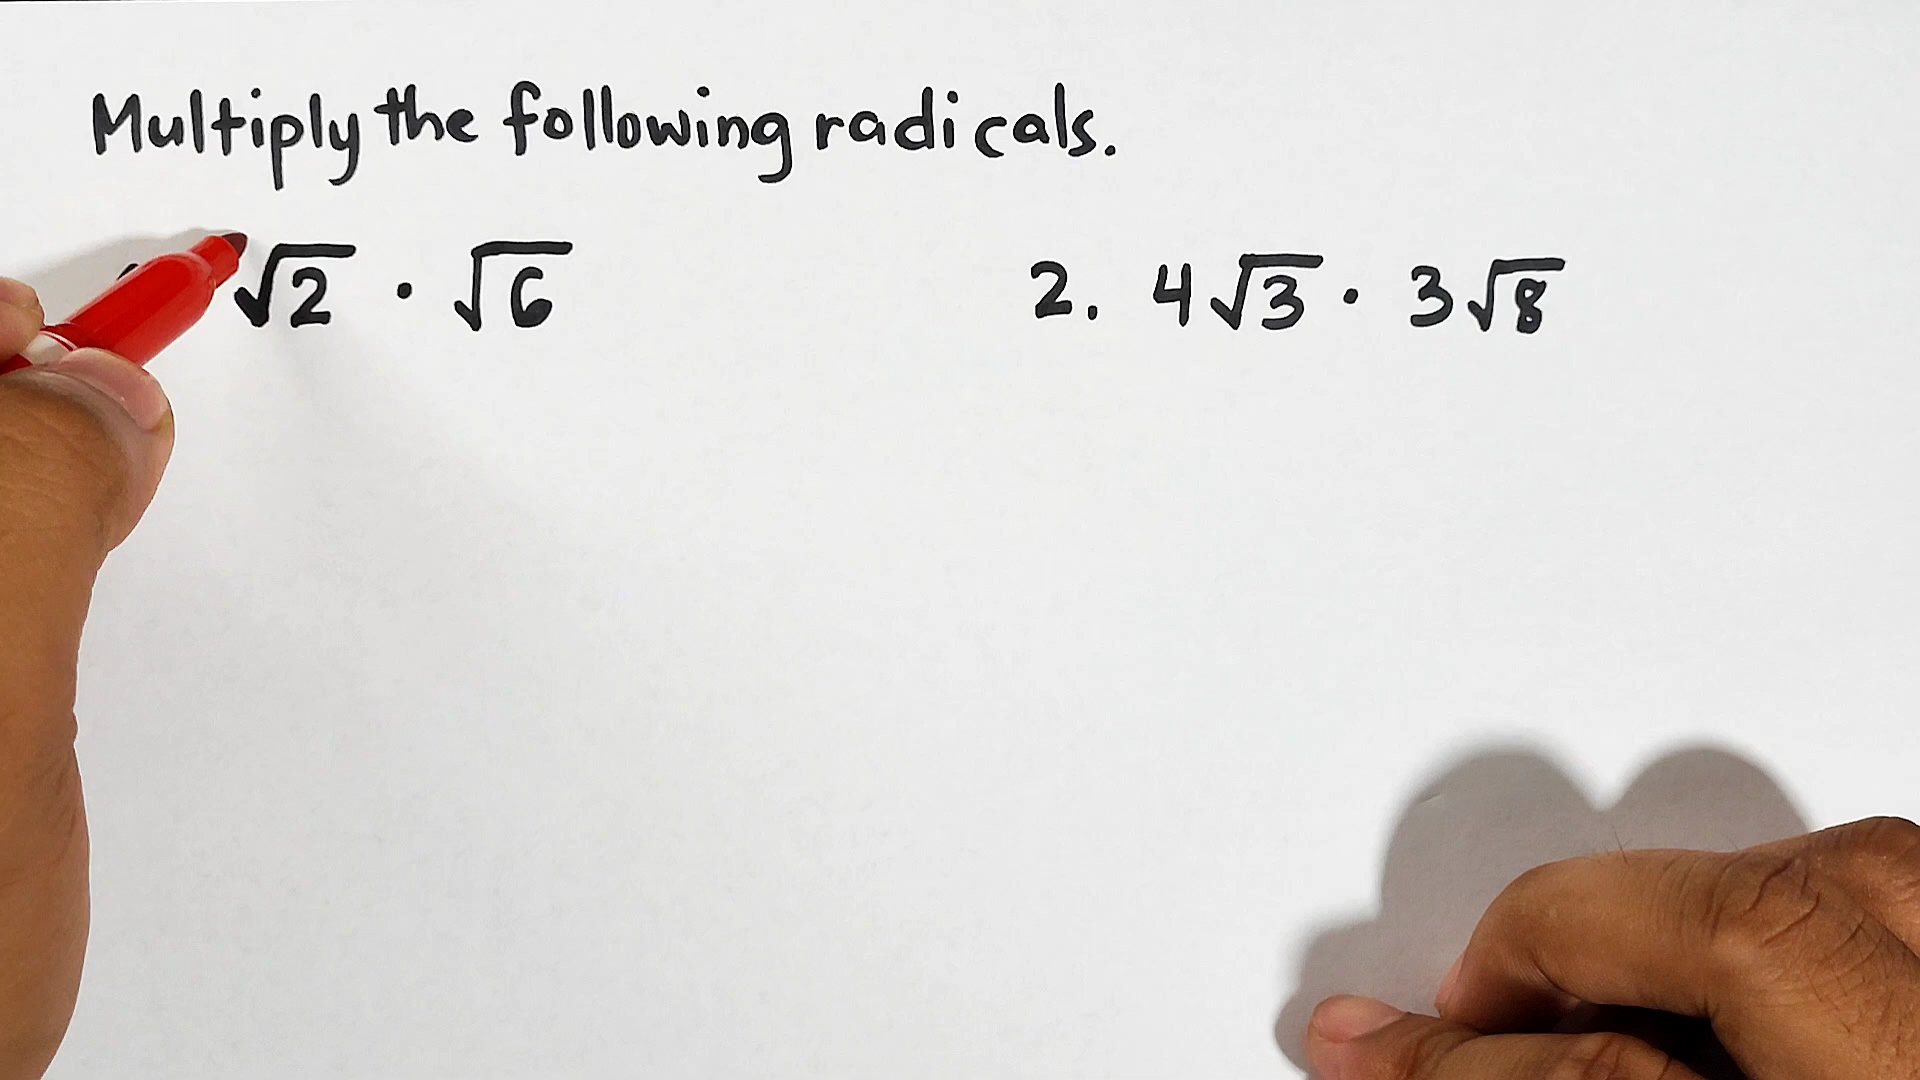 Multiply the following radicals.
√2 · √6
2. 4√3 · 3√8